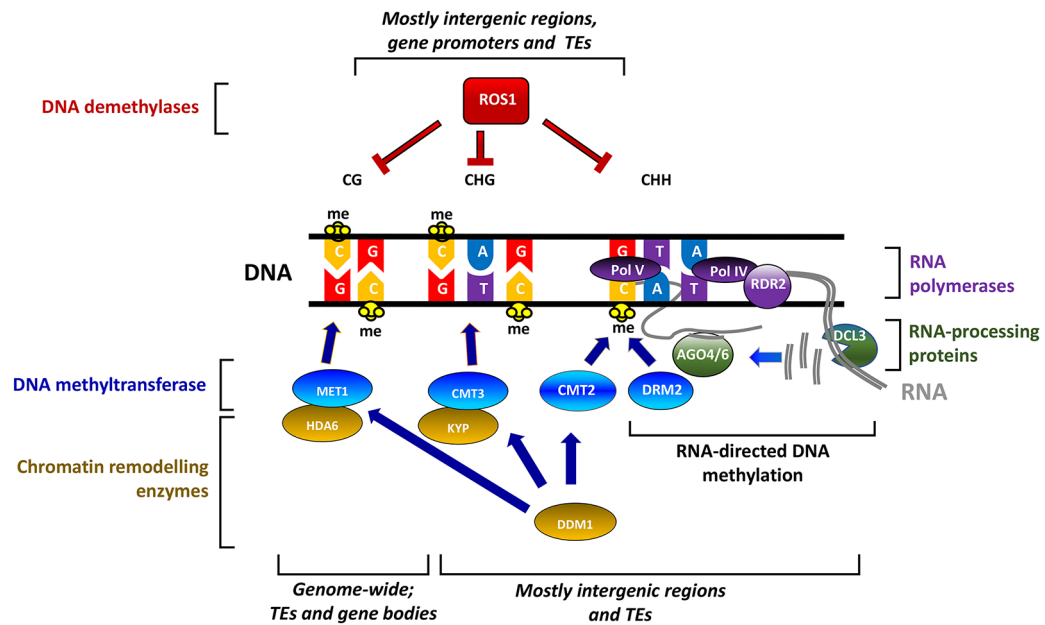 Mostly intergenic regions,
gene promoters and TEs
DNA demethylases
ROS1
CG
CHG
CHH
me
me
C
G
C
A
G
G
T
A
DNA
Pol V
Pol IV
RDR2
RNA
polymerases
G
C
G
T
C
C
A
T
me
me
me
DCL3
RNA-processing
proteins
AGO4/6
RNA
DNA methyltransferase
MET1
CMT3
CMT2
DRM2
HDA6
KYP
RNA-directed DNA
methylation
Chromatin remodelling
enzymes
DDM1
Genome-wide;
TEs and gene bodies
Mostly intergenic regions
and TEs